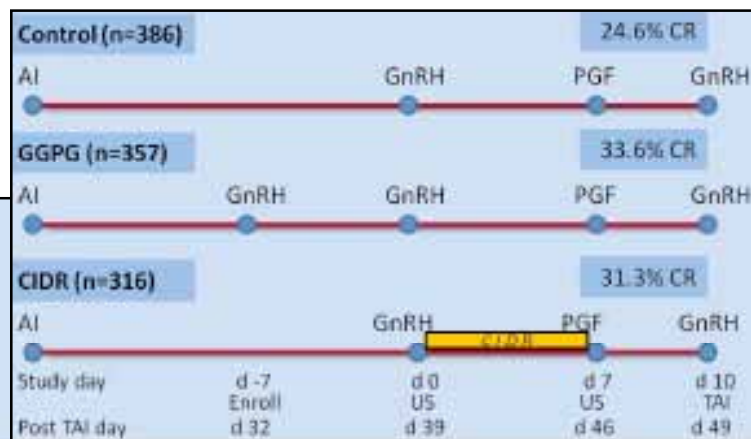 Control (n=386) 24.6% CR
AI GnRH PGF GnRH
GGPG (n=357) 33.6% CR
AI GnRH GnRH PGF GnRH
CIDR (n=316) 31.3% CR
AI GnRH PGF GnRH
CIDR
Study day d -7 d 0 d 7 d 10
Enroll US US TAI
Post TAI day d 32 d 39 d 46 d 49